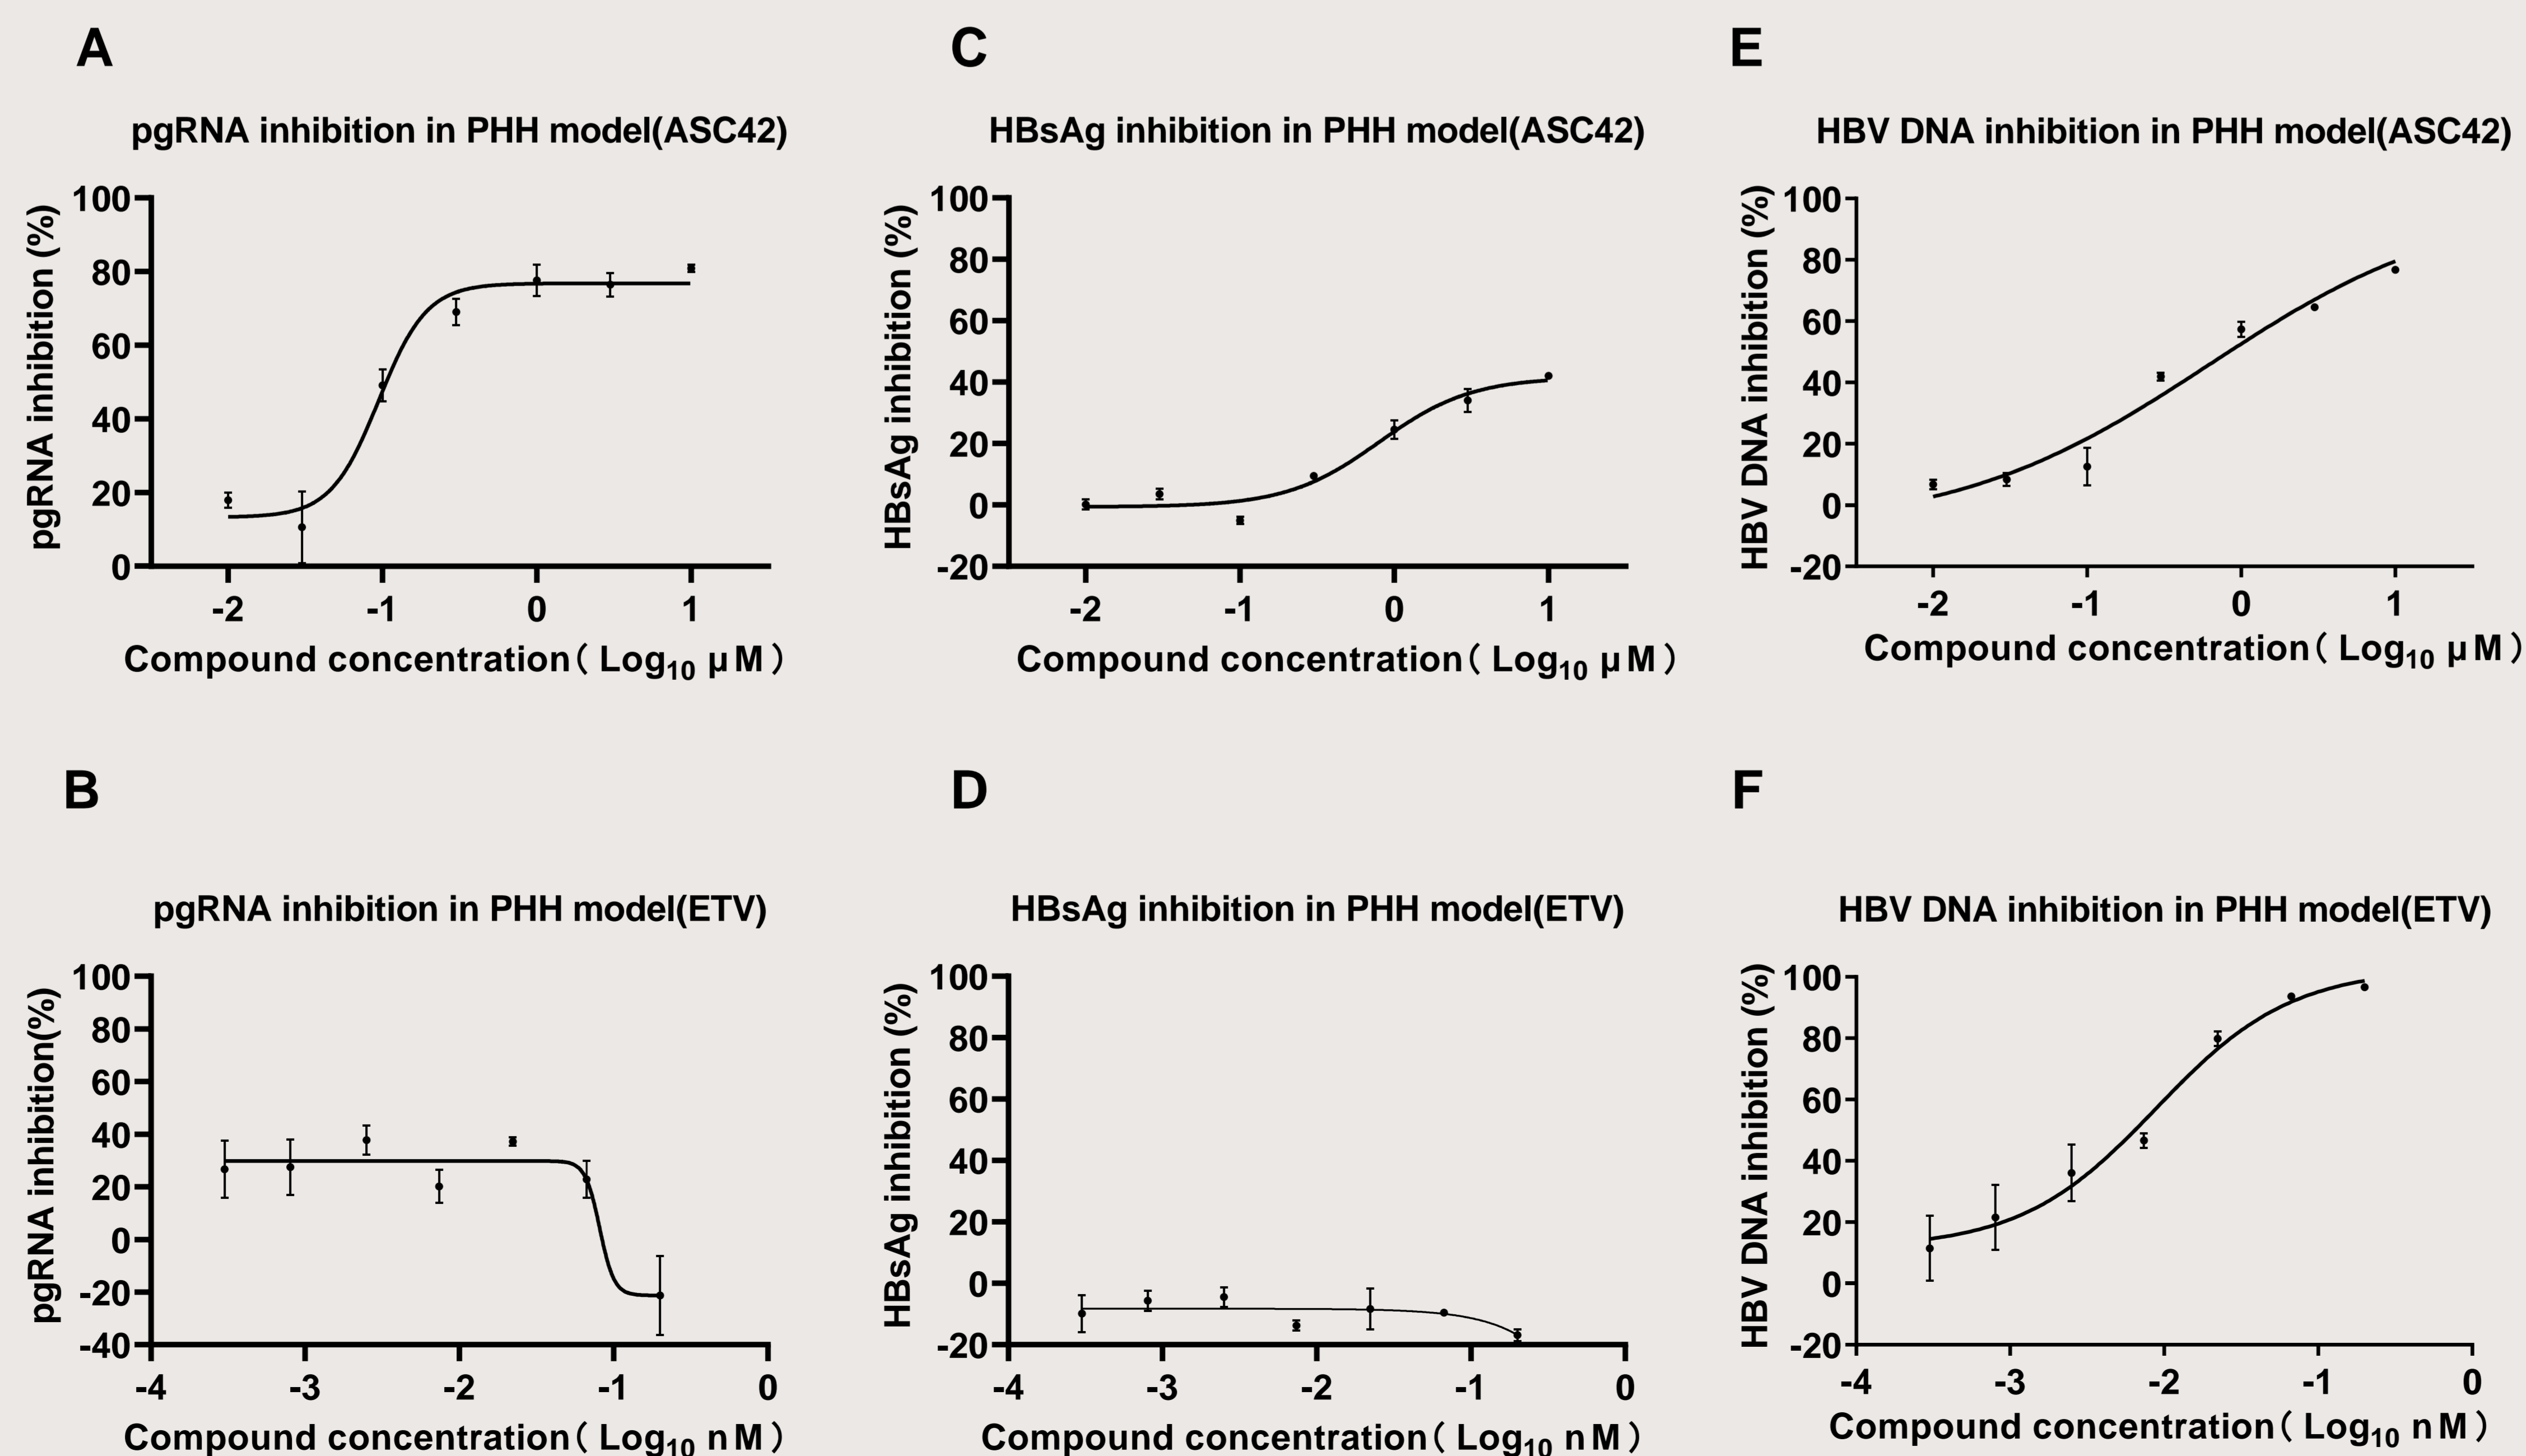 A
pgRNA inhibition in PHH model(ASC42)
pgRNA inhibition (%)
100
80
60
40
20
0
-2
-1
0
1
Compound concentration（ Log10 μM）
C
HBsAg inhibition in PHH model(ASC42)
HBsAg inhibition (%)
100
80
60
40
20
0
-20
-2
-1
0
1
Compound concentration（ Log10 μM）
E
HBV DNA inhibition in PHH model(ASC42)
HBV DNA inhibition (%)
100
80
60
40
20
0
-20
-2
-1
0
1
Compound concentration（ Log10 μM）
B
pgRNA inhibition in PHH model(ETV)
pgRNA inhibition(%)
100
80
60
40
20
0
-20
-40
-4
-3
-2
-1
0
Compound concentration（ Log10 nM）
D
HBsAg inhibition in PHH model(ETV)
HBsAg inhibition (%)
100
80
60
40
20
0
-20
-4
-3
-2
-1
0
Compound concentration（ Log10 nM）
F
HBV DNA inhibition in PHH model(ETV)
HBV DNA inhibition (%)
100
80
60
40
20
0
-20
-4
-3
-2
-1
0
Compound concentration（ Log10 nM）